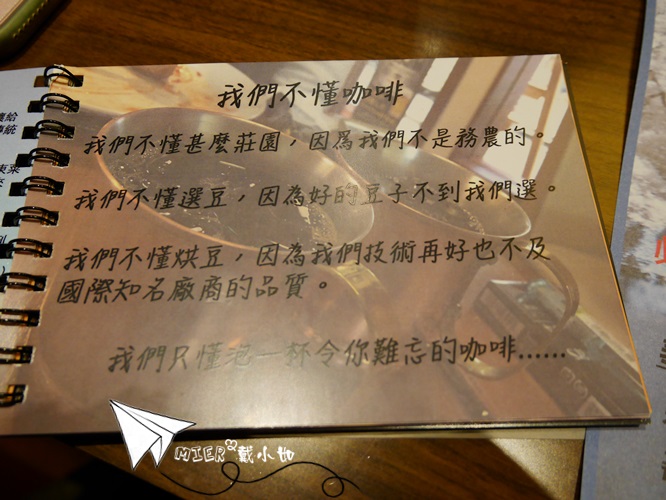 我們不懂咖啡
我們不懂甚麼莊園，因為我們不是務農的。
我們不懂選豆，因為好的豆子不到我們選。
我們不懂烘豆，因為我們技術再好也不及
國際知名廠商的品質。
我們只懂泡一杯令你難忘的咖啡……
MIER戴小如